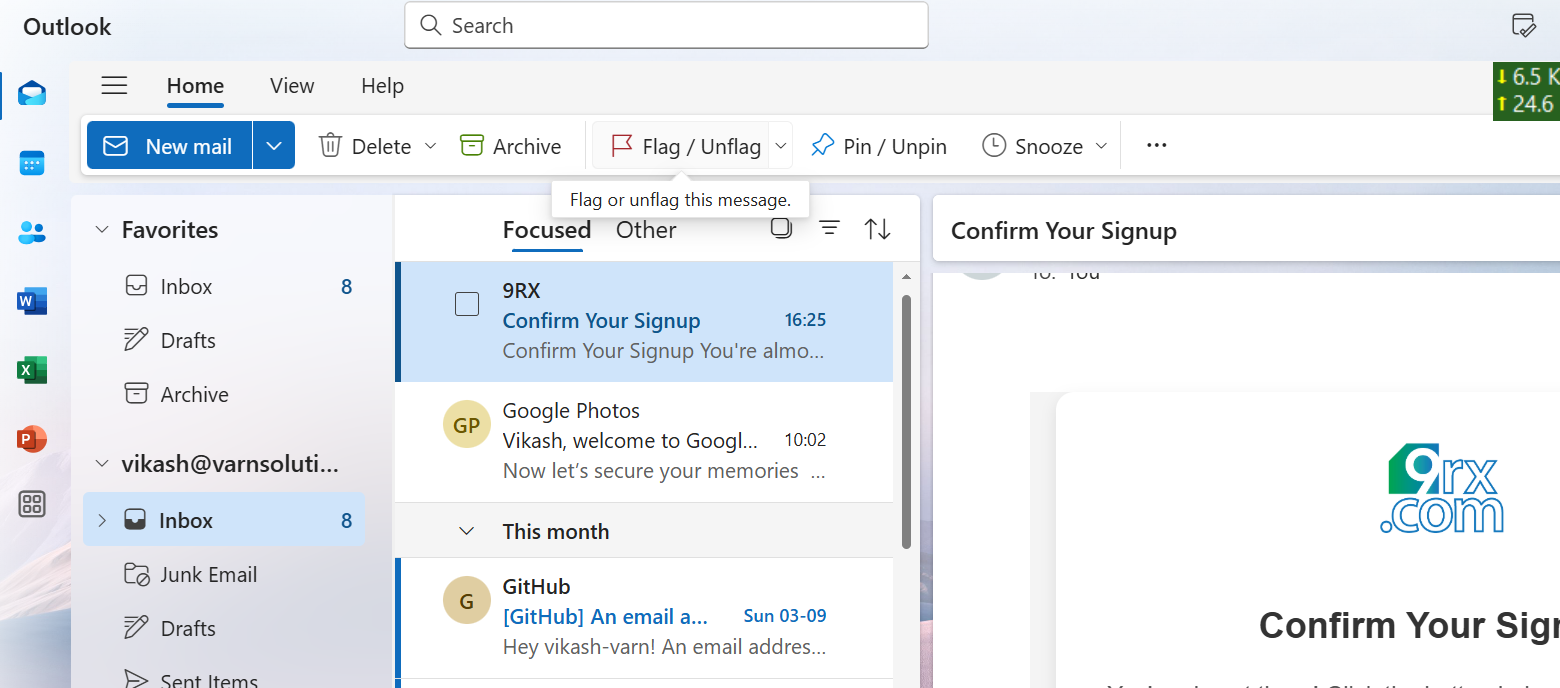 Outlook
Search
Home View Help
↓ 6.5 K
↑ 24.6
New mail Delete Archive Flag / Unflag Pin / Unpin Snooze ...
Flag or unflag this message.
Favorites
Inbox 8
Drafts
Archive
vikash@varnsoluti...
Inbox 8
Junk Email
Drafts
Sent Items
Focused Other
9RX
Confirm Your Signup 16:25
Confirm Your Signup You're almo...
GP
Google Photos
Vikash, welcome to Googl... 10:02
Now let's secure your memories ...
This month
G
GitHub
[GitHub] An email a... Sun 03-09
Hey vikash-varn! An email addres...
Confirm Your Signup
To: You
9rx
.com
Confirm Your Sign
W
X
P